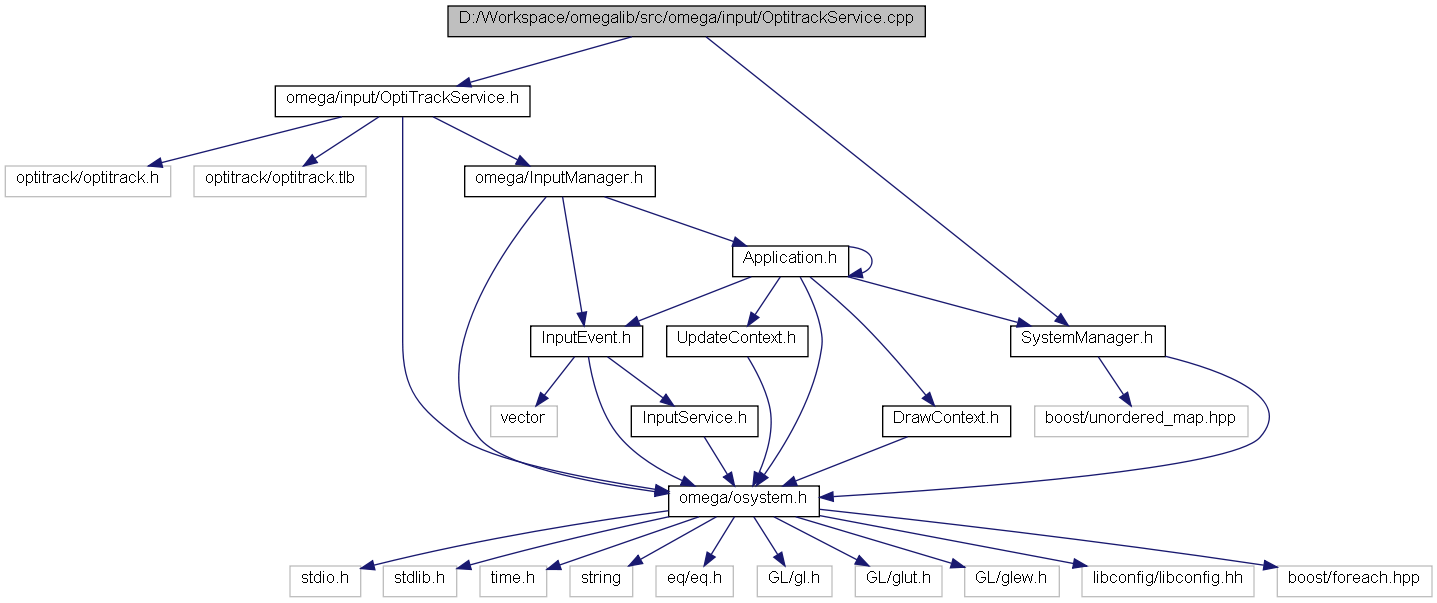 D:/Workspace/omegalib/src/omega/input/OptitrackService.cpp
omega/input/OptiTrackService.h
optitrack/optitrack.h
optitrack/optitrack.tlb
omega/InputManager.h
Application.h
InputEvent.h
UpdateContext.h
SystemManager.h
vector
InputService.h
DrawContext.h
boost/unordered_map.hpp
omega/osystem.h
stdio.h
stdlib.h
time.h
string
eq/eq.h
GL/gl.h
GL/glut.h
GL/glew.h
libconfig/libconfig.hh
boost/foreach.hpp